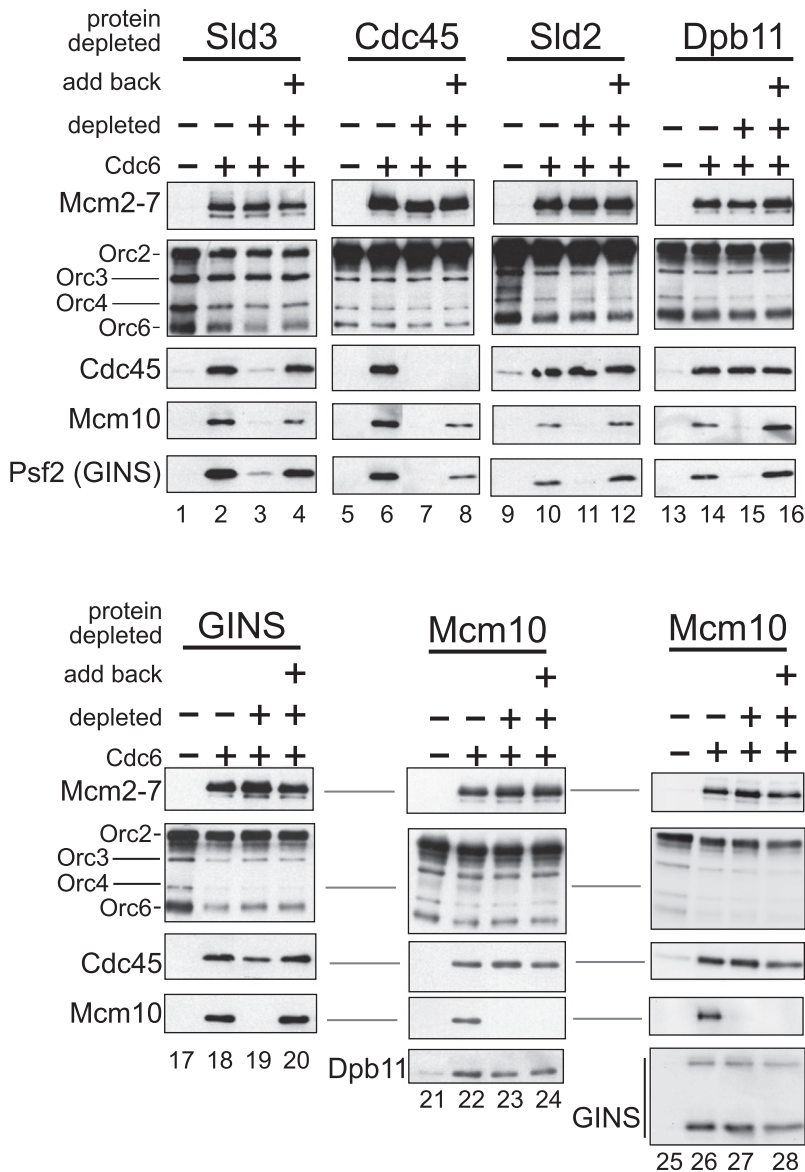 protein
depleted
Sld3 Cdc45 Sld2 Dpb11
add back + + + +
depleted − − + + − − + + − − + + − − + +
Cdc6 − + + + − + + + − + + + − + + +
Mcm2-7
Orc2-
Orc3
Orc4
Orc6-
Cdc45
Mcm10
Psf2 (GINS)
1 2 3 4 5 6 7 8 9 10 11 12 13 14 15 16
protein
depleted
GINS Mcm10 Mcm10
add back + + +
depleted − − + + − − + + − − + +
Cdc6 − + + + − + + + − + + +
Mcm2-7
Orc2-
Orc3
Orc4
Orc6-
Cdc45
Mcm10
17 18 19 20
Dpb11
21 22 23 24
GINS
25 26 27 28